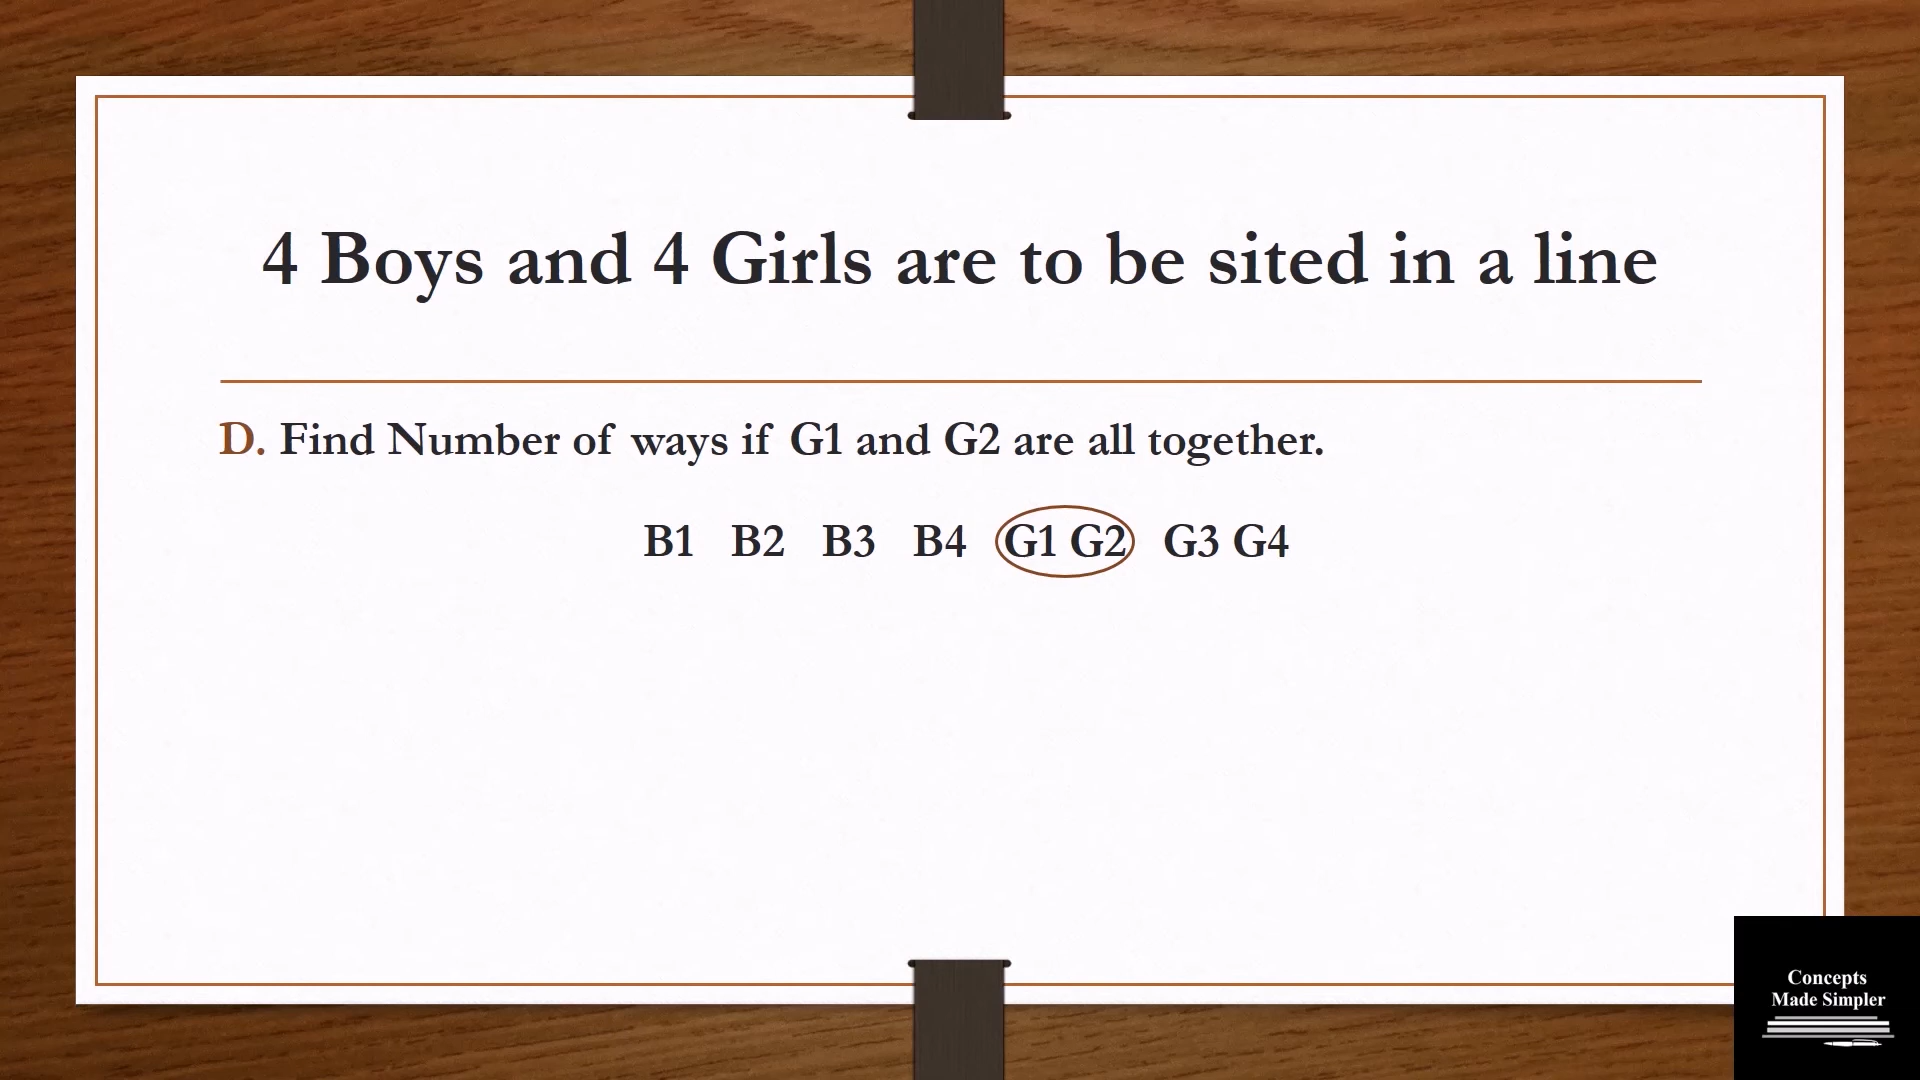 4 Boys and 4 Girls are to be sited in a line
D. Find Number of ways if G1 and G2 are all together.
B1 B2 B3 B4 G1 G2 G3 G4
Concepts
Made Simpler